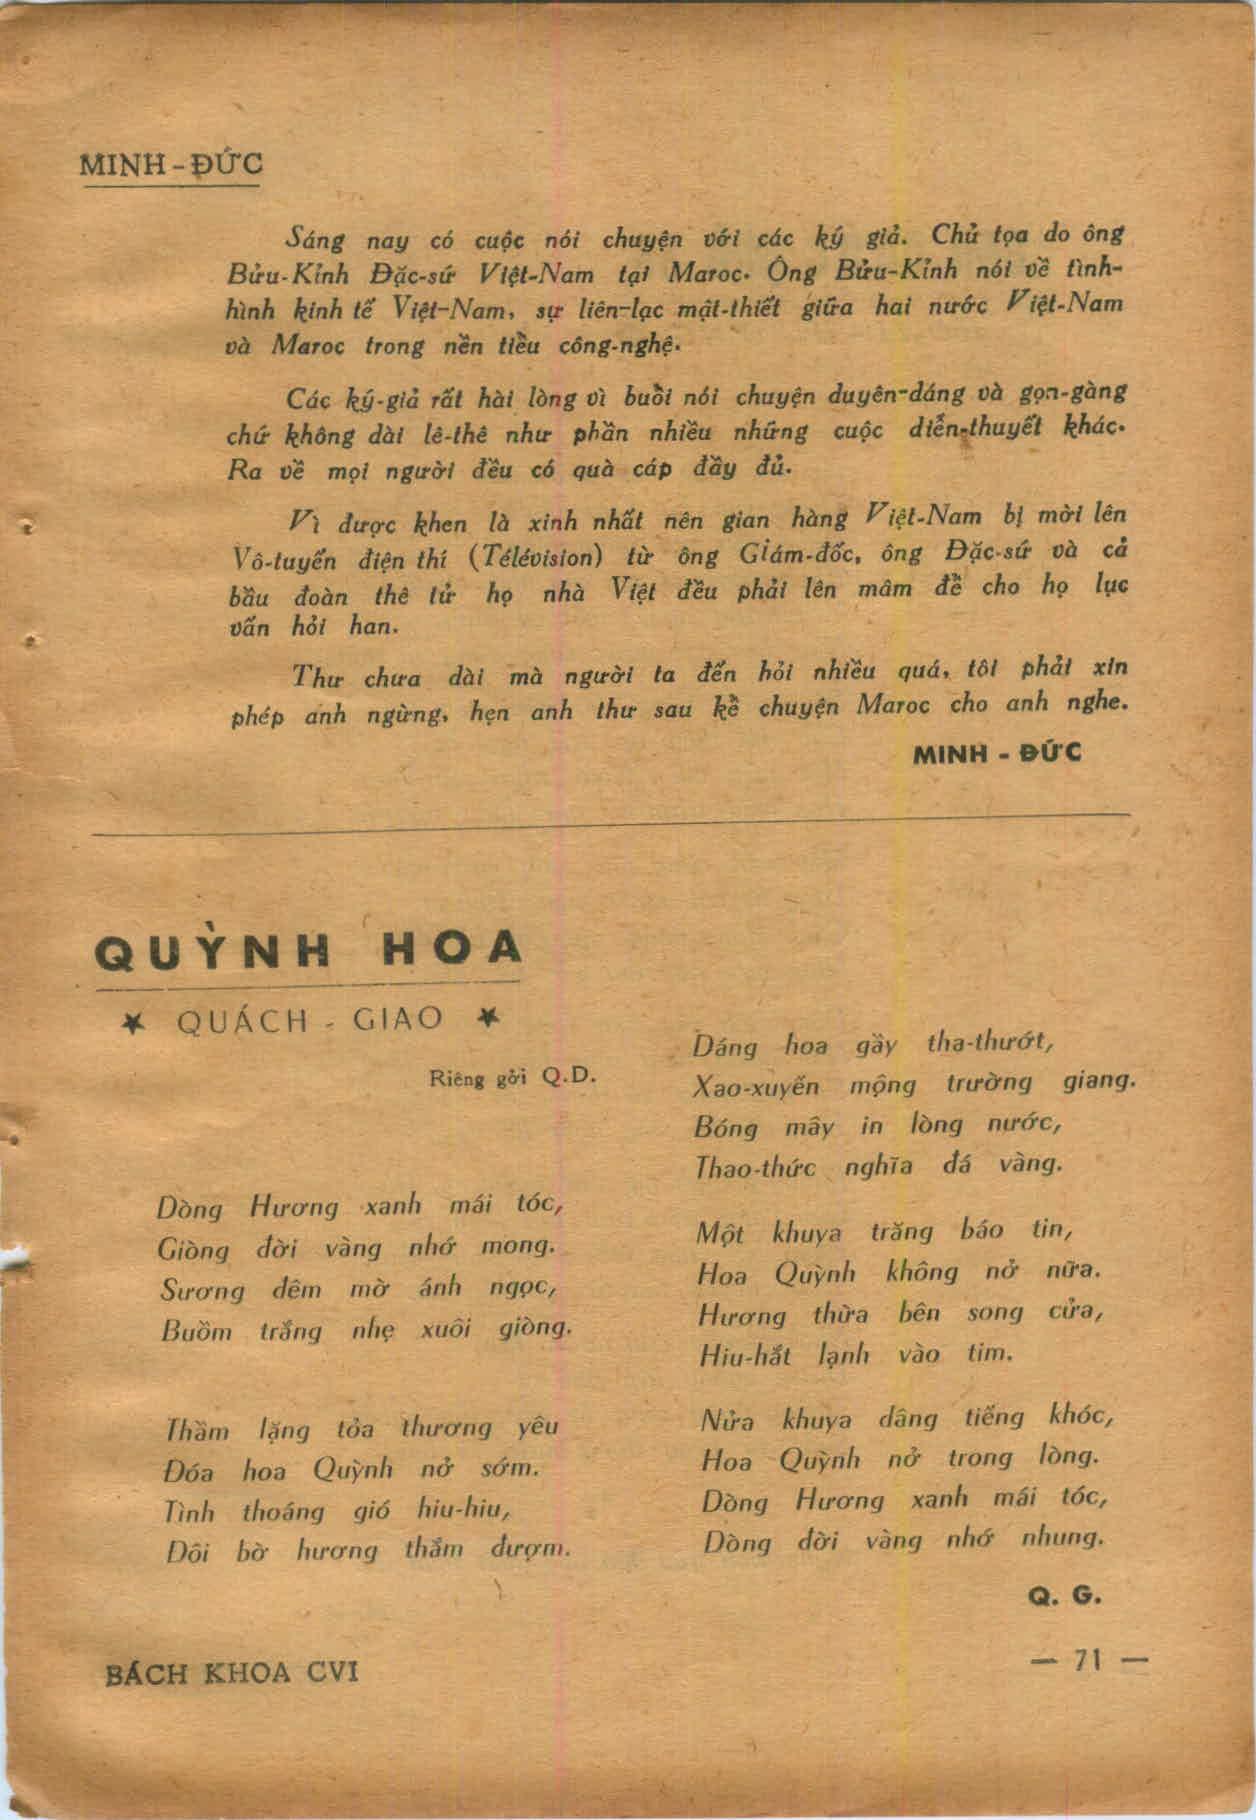 MINH-ĐỨC
Sáng nay có cuộc nói chuyện với các ký giả. Chủ tọa do ông
Bửu-Kỉnh Đặc-sứ Việt-Nam tại Maroc. Ông Bửu-Kỉnh nói về tình-
hình kinh tế Việt-Nam, sự liên-lạc mật-thiết giữa hai nước Việt-Nam
và Maroc trong nền tiểu công-nghệ.
Các ký-giả rất hài lòng vì buổi nói chuyện duyên-dáng và gọn-gàng
chứ không dài lê-thê như phần nhiều những cuộc diễn-thuyết khác.
Ra về mọi người đều có quà cáp đầy đủ.
Vì được khen là xinh nhất nên gian hàng Việt-Nam bị mời lên
Vô-tuyến điện thị (Télévision) từ ông Giám-đốc, ông Đặc-sứ và cả
bầu đoàn thê tử họ nhà Việt đều phải lên mâm để cho họ lục
vấn hỏi han.
Thư chưa dài mà người ta đến hỏi nhiều quá, tôi phải xin
phép anh ngừng, hẹn anh thư sau kể chuyện Maroc cho anh nghe.
MINH - ĐỨC
QUỲNH HOA
★ QUÁCH - GIAO ★
Riêng gởi Q.D.
Dòng Hương xanh mái tóc,
Giòng đời vàng nhớ mong.
Sương đêm mờ ánh ngọc,
Buồm trắng nhẹ xuôi giòng.
Thầm lặng tỏa thương yêu
Đóa hoa Quỳnh nở sớm.
Tình thoáng gió hiu-hiu,
Đôi bờ hương thắm đượm.
Dáng hoa gầy tha-thướt,
Xao-xuyến mộng trường giang.
Bóng mây in lòng nước,
Thao-thức nghĩa đá vàng.
Một khuya trăng báo tin,
Hoa Quỳnh không nở nữa.
Hương thừa bên song cửa,
Hiu-hắt lạnh vào tim.
Nửa khuya dâng tiếng khóc,
Hoa Quỳnh nở trong lòng.
Dòng Hương xanh mái tóc,
Dòng đời vàng nhớ nhung.
Q. G.
BÁCH KHOA CVI
— 71 —